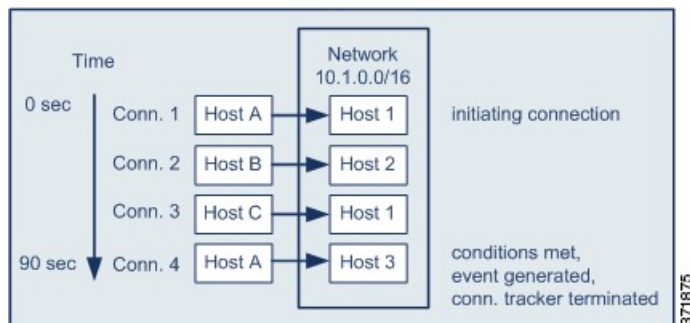 Network
10.1.0.0/16
Time
0 sec
Conn. 1 Host A Host 1 initiating connection
Conn. 2 Host B Host 2
Conn. 3 Host C Host 1
90 sec Conn. 4 Host A Host 3
conditions met,
event generated,
conn. tracker terminated
371875